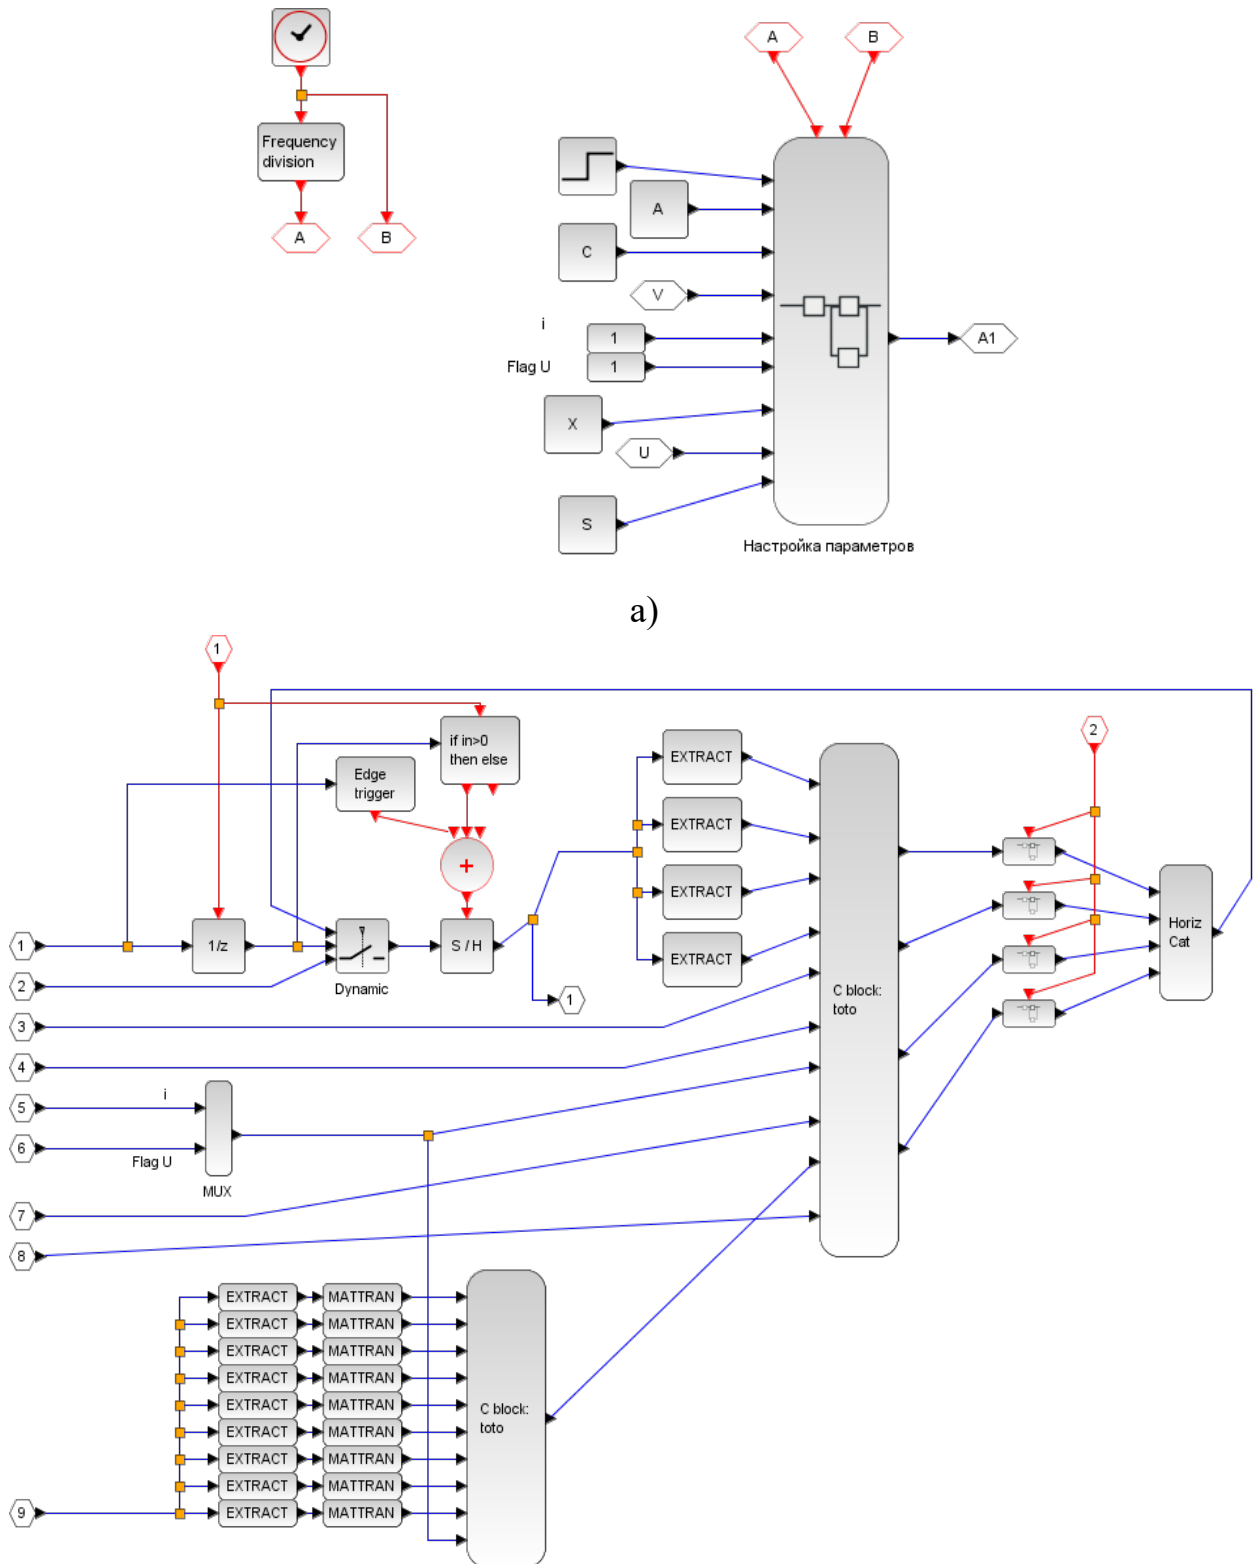 A
B
Frequency
division
A
B
A
C
V
i
1
Flag U
1
A1
X
U
S
Настройка параметров
а)
1
if in>0
then else
Edge
trigger
EXTRACT
EXTRACT
EXTRACT
EXTRACT
2
+
1
1/z
S / H
Dynamic
2
1
3
C block:
toto
Horiz
Cat
4
i
5
6
Flag U
MUX
7
8
EXTRACT MATTRAN
EXTRACT MATTRAN
EXTRACT MATTRAN
EXTRACT MATTRAN
EXTRACT MATTRAN
EXTRACT MATTRAN
EXTRACT MATTRAN
EXTRACT MATTRAN
EXTRACT MATTRAN
C block:
toto
9